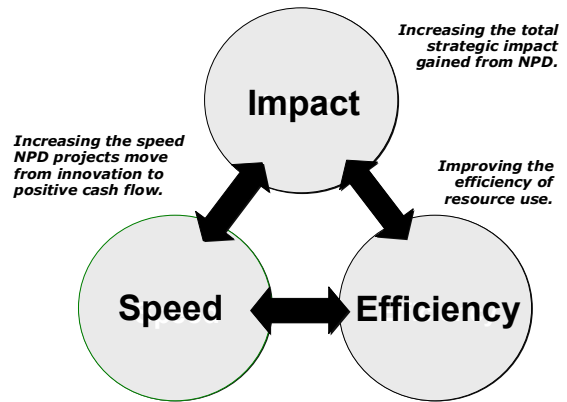 Increasing the total
strategic impact
gained from NPD.
Impact
Increasing the speed
NPD projects move
from innovation to
positive cash flow.
Improving the
efficiency of
resource use.
Speed
Efficiency